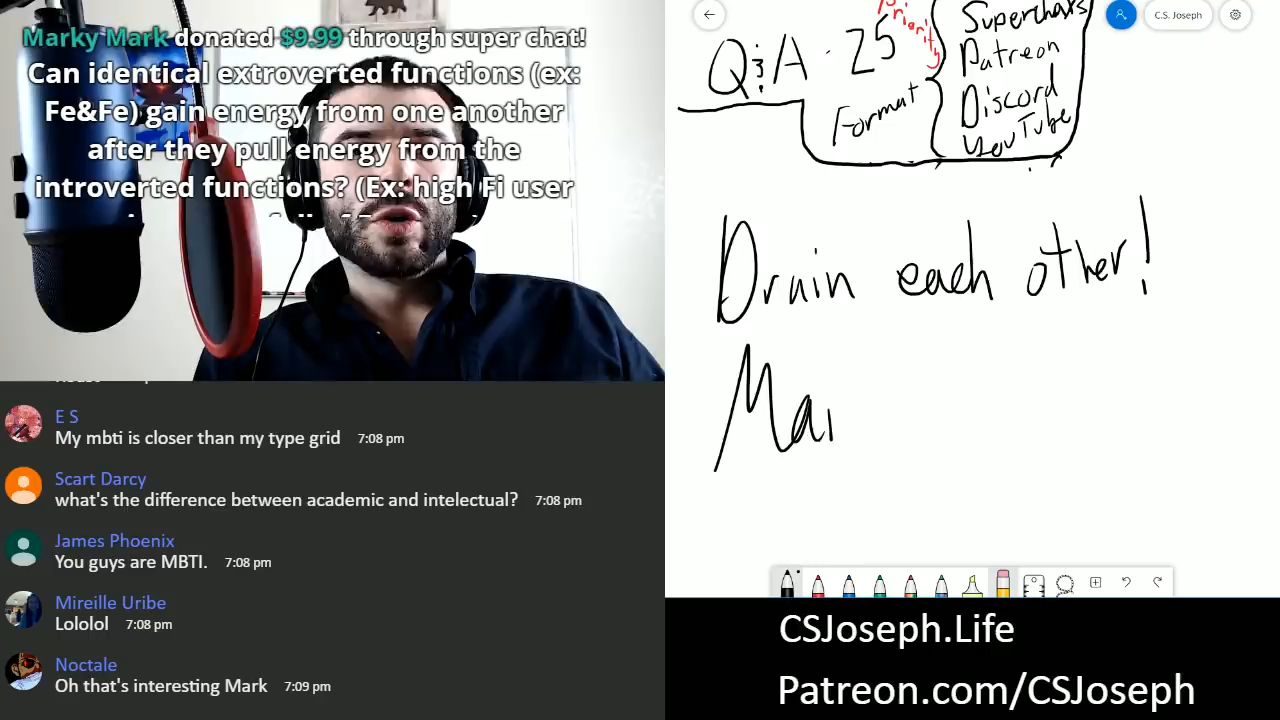 Marky Mark donated $9.99 through super chat!
Can identical extroverted functions (ex:
Fe&Fe) gain energy from one another
after they pull energy from the
introverted functions? (Ex: high Fi user
E S
My mbti is closer than my type grid 7:08 pm
Scart Darcy
what's the difference between academic and intelectual? 7:08 pm
James Phoenix
You guys are MBTI. 7:08 pm
Mireille Uribe
Lololol 7:08 pm
Noctale
Oh that's interesting Mark 7:09 pm
C.S. Joseph
Q&A · 25
Priority
Format
Superchats
Patreon
Discord
YouTube
Drain each other!
Mar
CSJoseph.Life
Patreon.com/CSJoseph